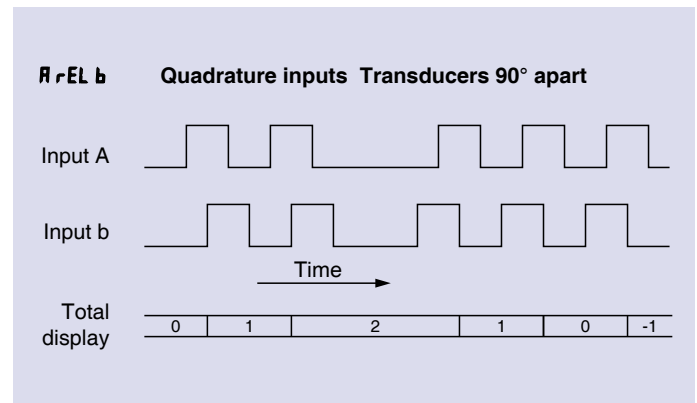 A rEL b Quadrature inputs Transducers 90° apart
Input A
Input b
Time
Total
display
0 1 2 1 0 -1